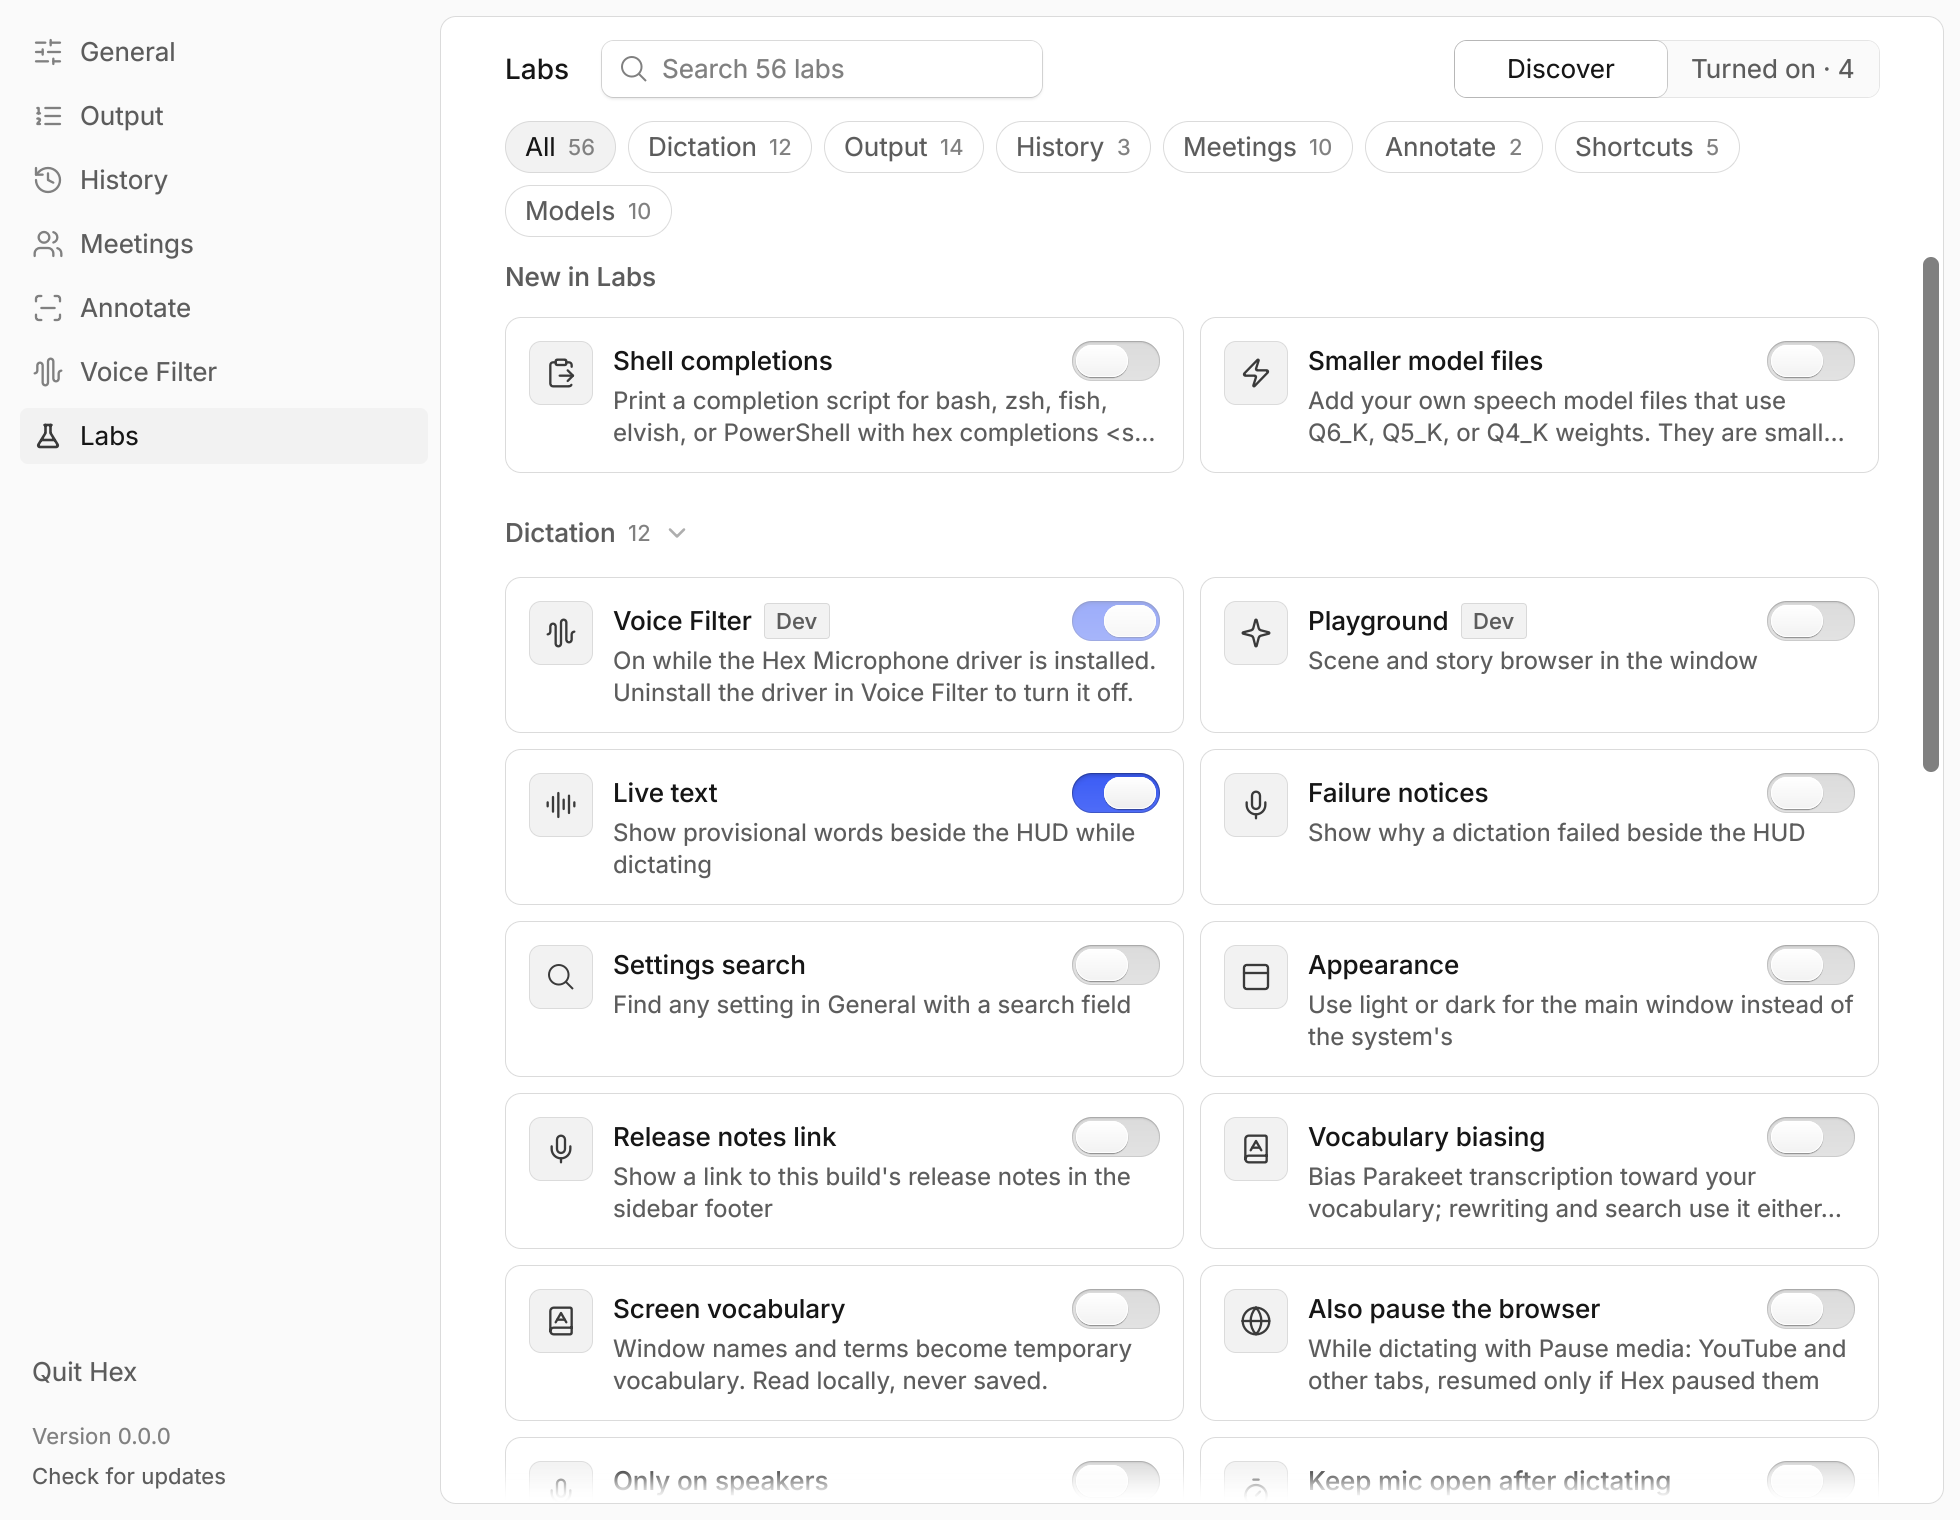 General
Output
History
Meetings
Annotate
Voice Filter
Labs
Quit Hex
Version 0.0.0
Check for updates
Labs
Search 56 labs
Discover
Turned on · 4
All 56
Dictation 12
Output 14
History 3
Meetings 10
Annotate 2
Shortcuts 5
Models 10
New in Labs
Shell completions
Print a completion script for bash, zsh, fish,
elvish, or PowerShell with hex completions <s...
Smaller model files
Add your own speech model files that use
Q6_K, Q5_K, or Q4_K weights. They are small...
Dictation 12
Voice Filter Dev
On while the Hex Microphone driver is installed.
Uninstall the driver in Voice Filter to turn it off.
Playground Dev
Scene and story browser in the window
Live text
Show provisional words beside the HUD while
dictating
Failure notices
Show why a dictation failed beside the HUD
Settings search
Find any setting in General with a search field
Appearance
Use light or dark for the main window instead of
the system's
Release notes link
Show a link to this build's release notes in the
sidebar footer
Vocabulary biasing
Bias Parakeet transcription toward your
vocabulary; rewriting and search use it either...
Screen vocabulary
Window names and terms become temporary
vocabulary. Read locally, never saved.
Also pause the browser
While dictating with Pause media: YouTube and
other tabs, resumed only if Hex paused them
Only on speakers
Keep mic open after dictating